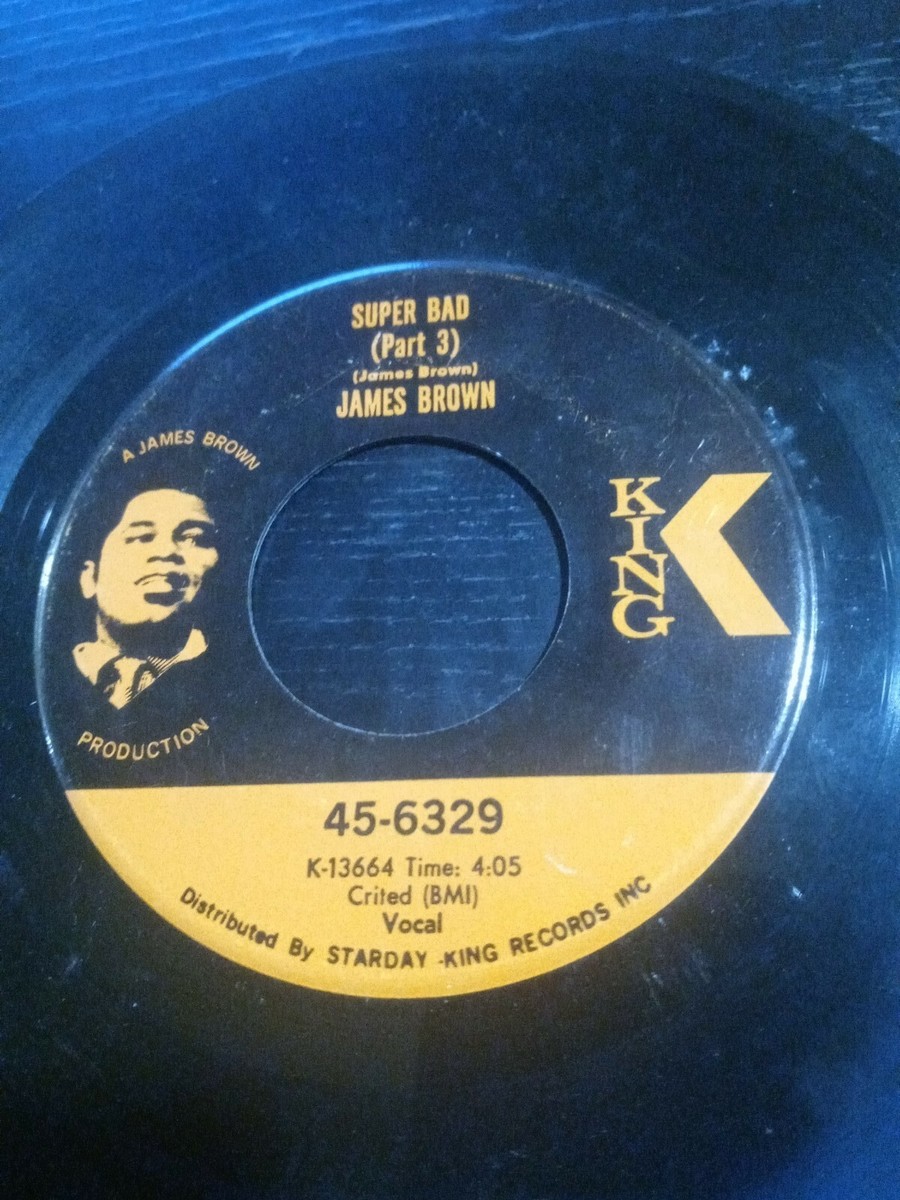 SUPER BAD
(Part 3)
(James Brown)
JAMES BROWN
A JAMES BROWN
PRODUCTION
KING
45-6329
K-13664 Time: 4:05
Crited (BMI)
Vocal
Distributed By STARDAY-KING RECORDS INC